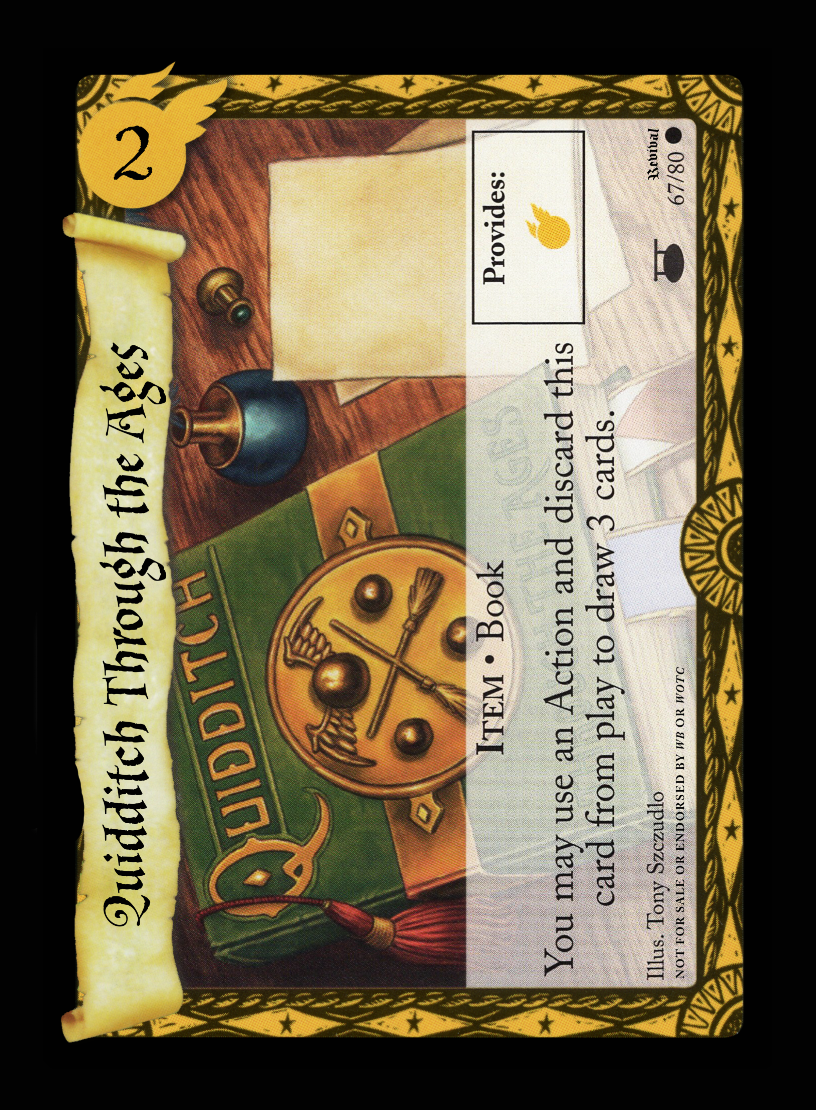 2
Quidditch Through the Ages
QUIDDITCH
THE AGES
ITEM • Book
Provides:
You may use an Action and discard this
card from play to draw 3 cards.
Illus. Tony Szczudlo
NOT FOR SALE OR ENDORSED BY WB OR WOTC
Revival
67/80